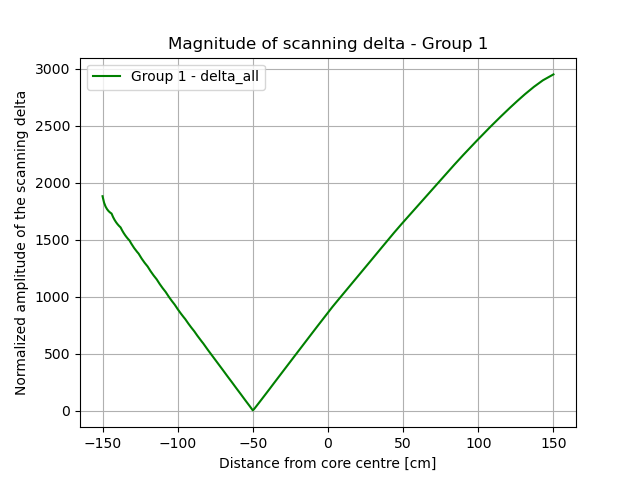 Magnitude of scanning delta - Group 1
Group 1 - delta_all
Normalized amplitude of the scanning delta
3000
2500
2000
1500
1000
500
0
−150 −100 −50 0 50 100 150
Distance from core centre [cm]